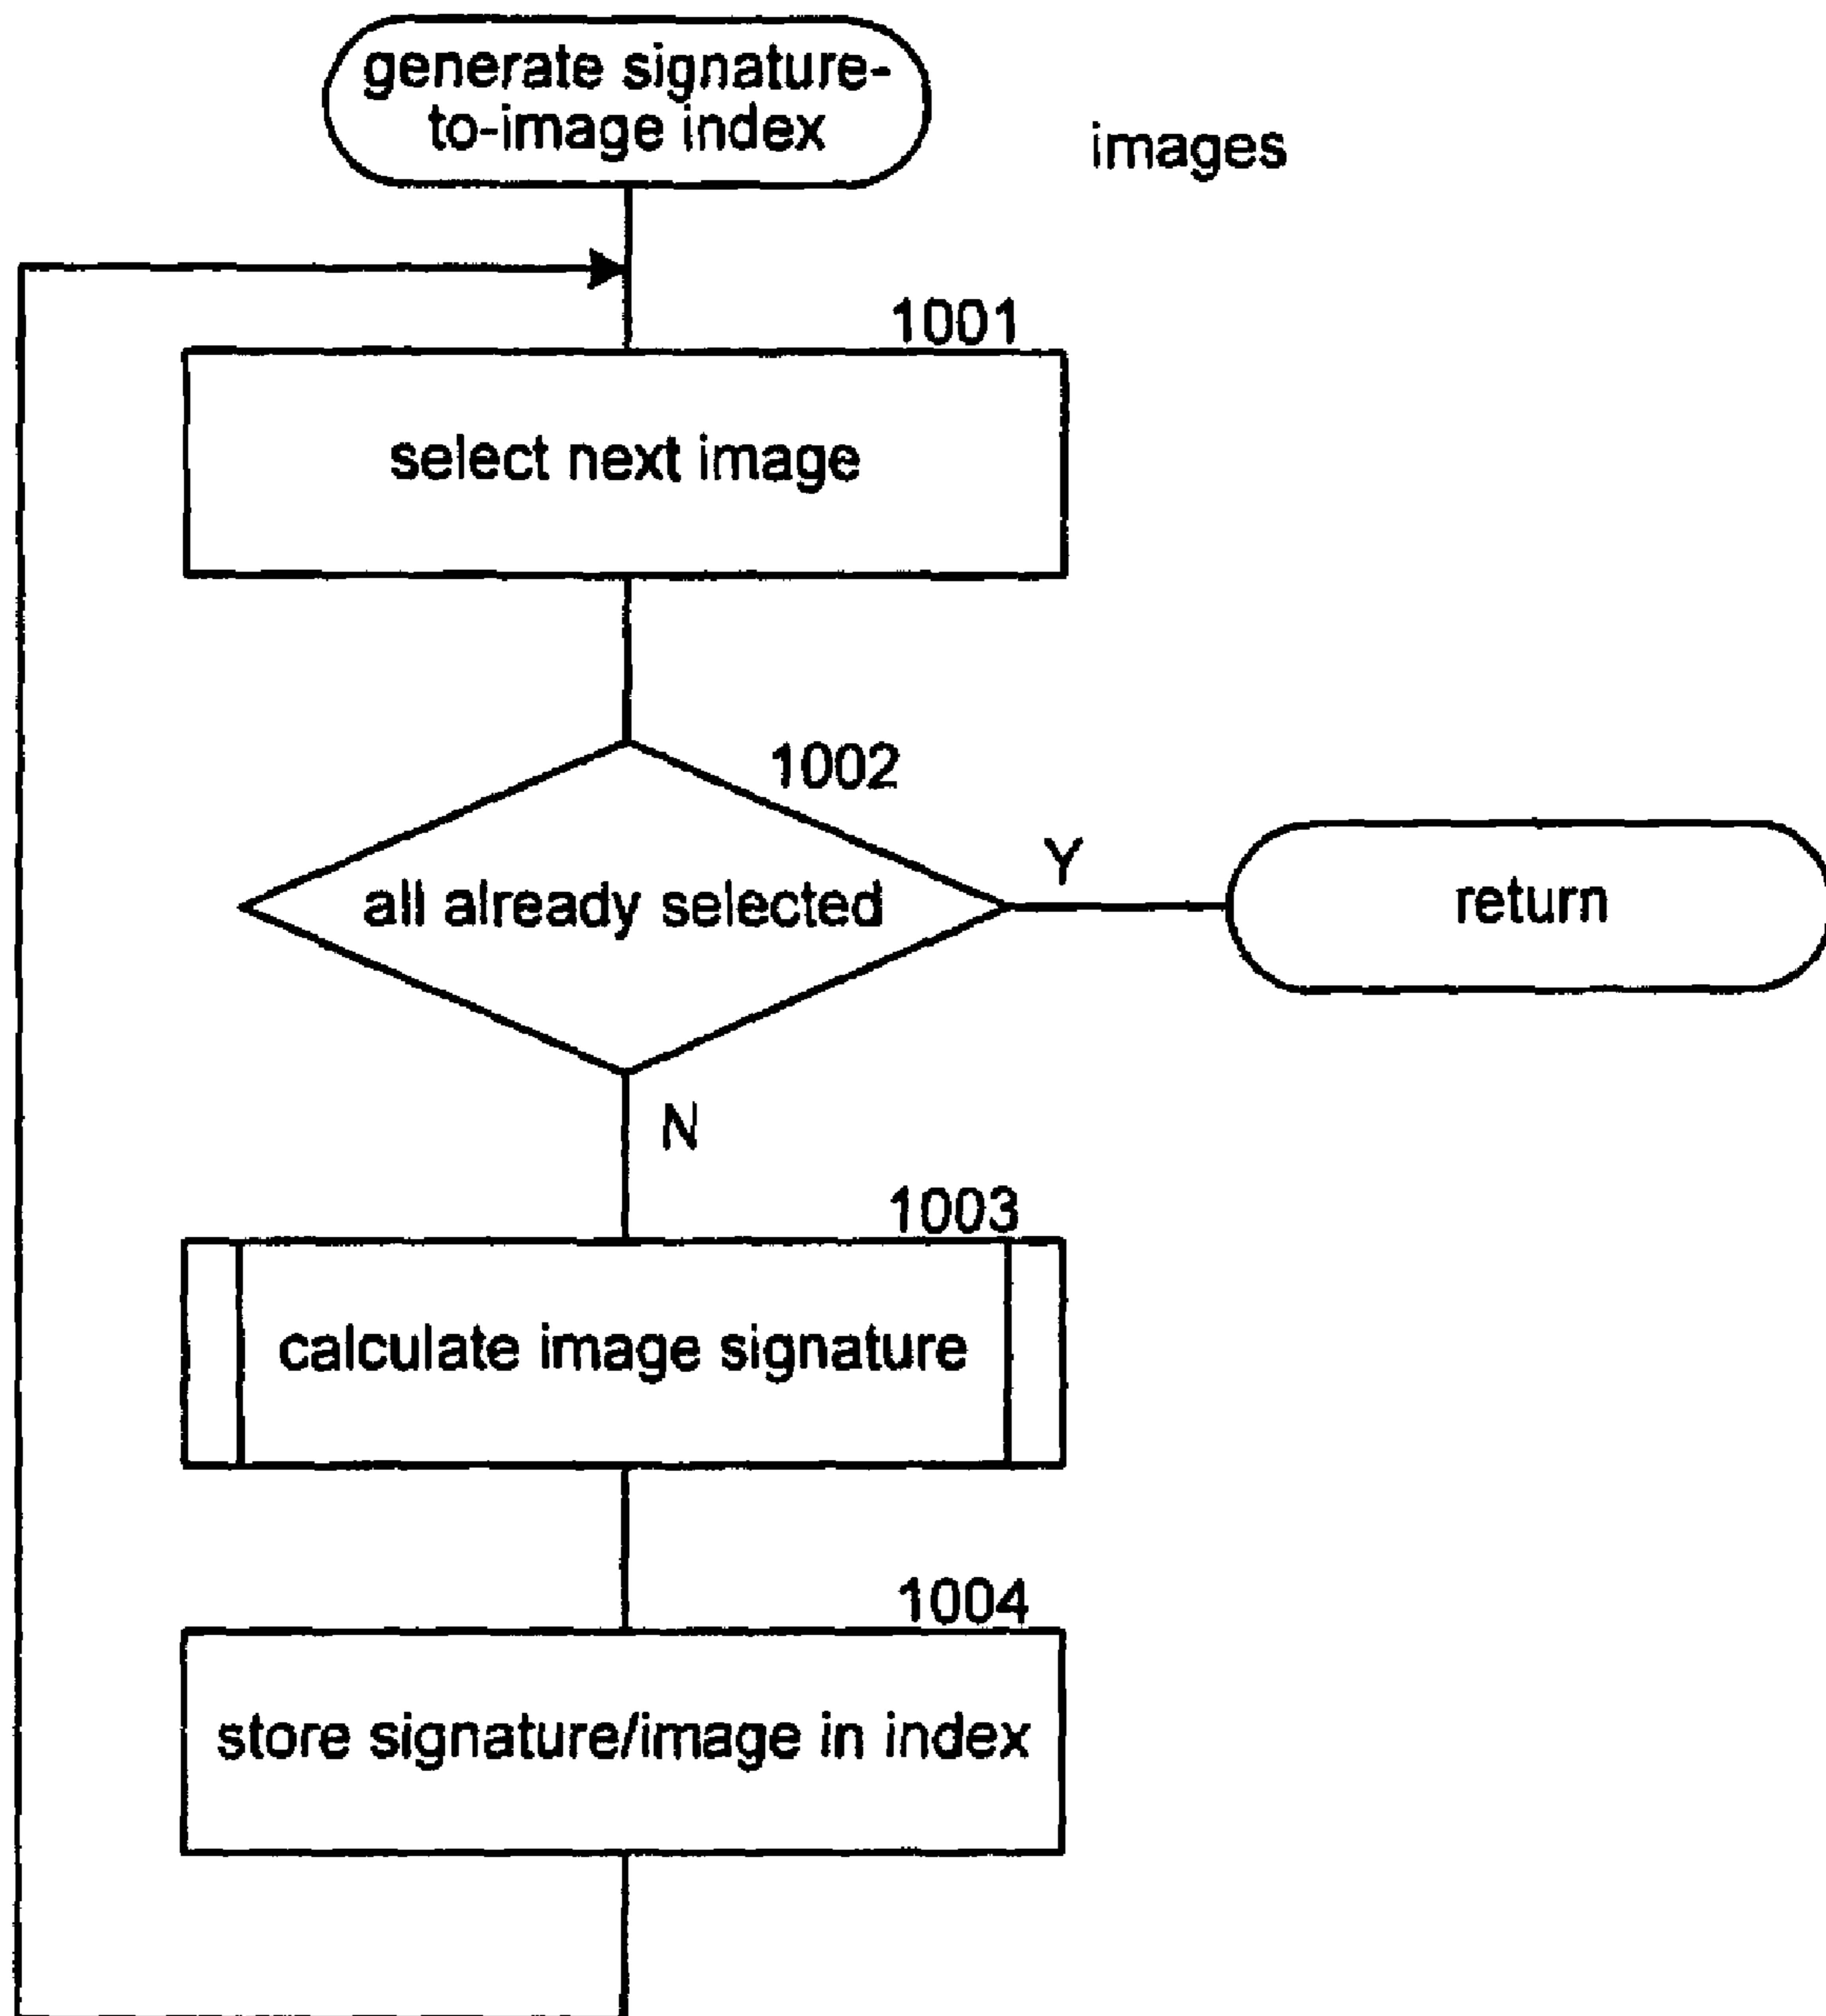 generate signature-
to-image index
images
1001
select next image
1002
all already selected
Y
return
N
1003
calculate image signature
1004
store signature/image in index